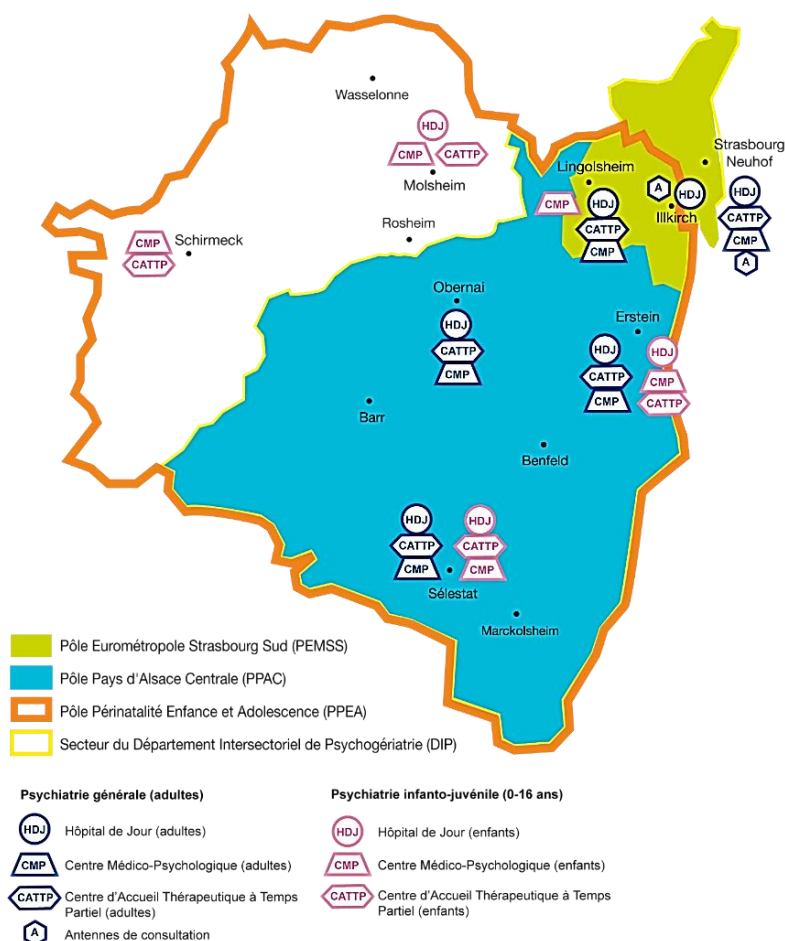 Wasselonne
HDJ
CMP
CATTP
Molsheim
Strasbourg
Neuhof
Lingolsheim
A
HDJ
Illkirch
HDJ
CATTP
CMP
A
CMP
HDJ
CATTP
CMP
Rosheim
CMP
CATTP
Schirmeck
Obernai
HDJ
CATTP
CMP
Erstein
HDJ
CATTP
CMP
HDJ
CMP
CATTP
Barr
Benfeld
HDJ
CATTP
CMP
HDJ
CATTP
CMP
Sélestat
Marckolsheim
Pôle Eurométropole Strasbourg Sud (PEMSS)
Pôle Pays d'Alsace Centrale (PPAC)
Pôle Périnatalité Enfance et Adolescence (PPEA)
Secteur du Département Intersectoriel de Psychogériatrie (DIP)
Psychiatrie générale (adultes)
HDJ Hôpital de Jour (adultes)
CMP Centre Médico-Psychologique (adultes)
CATTP Centre d'Accueil Thérapeutique à Temps
Partiel (adultes)
A Antennes de consultation
Psychiatrie infanto-juvénile (0-16 ans)
HDJ Hôpital de Jour (enfants)
CMP Centre Médico-Psychologique (enfants)
CATTP Centre d'Accueil Thérapeutique à Temps
Partiel (enfants)